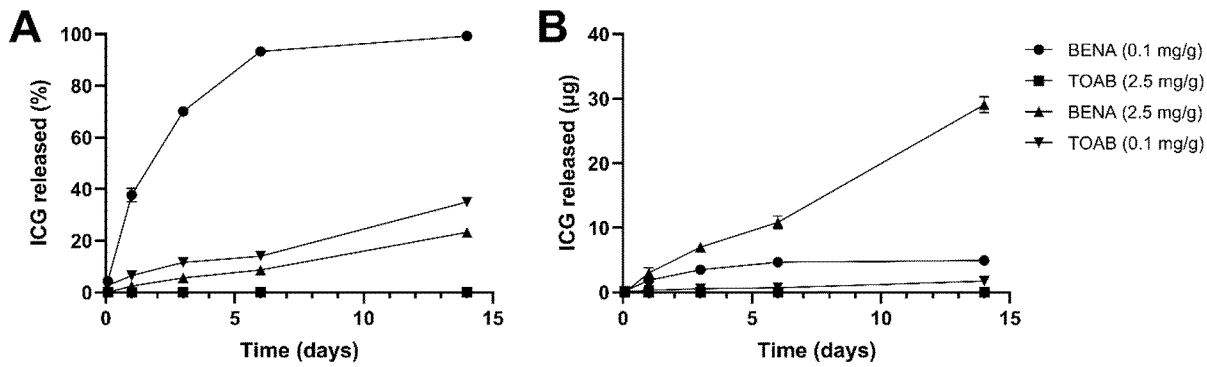 A
ICG released (%)
100
80
60
40
20
0
0 5 10 15
Time (days)
B
ICG released (μg)
40
30
20
10
0
0 5 10 15
Time (days)
BENA (0.1 mg/g)
TOAB (2.5 mg/g)
BENA (2.5 mg/g)
TOAB (0.1 mg/g)